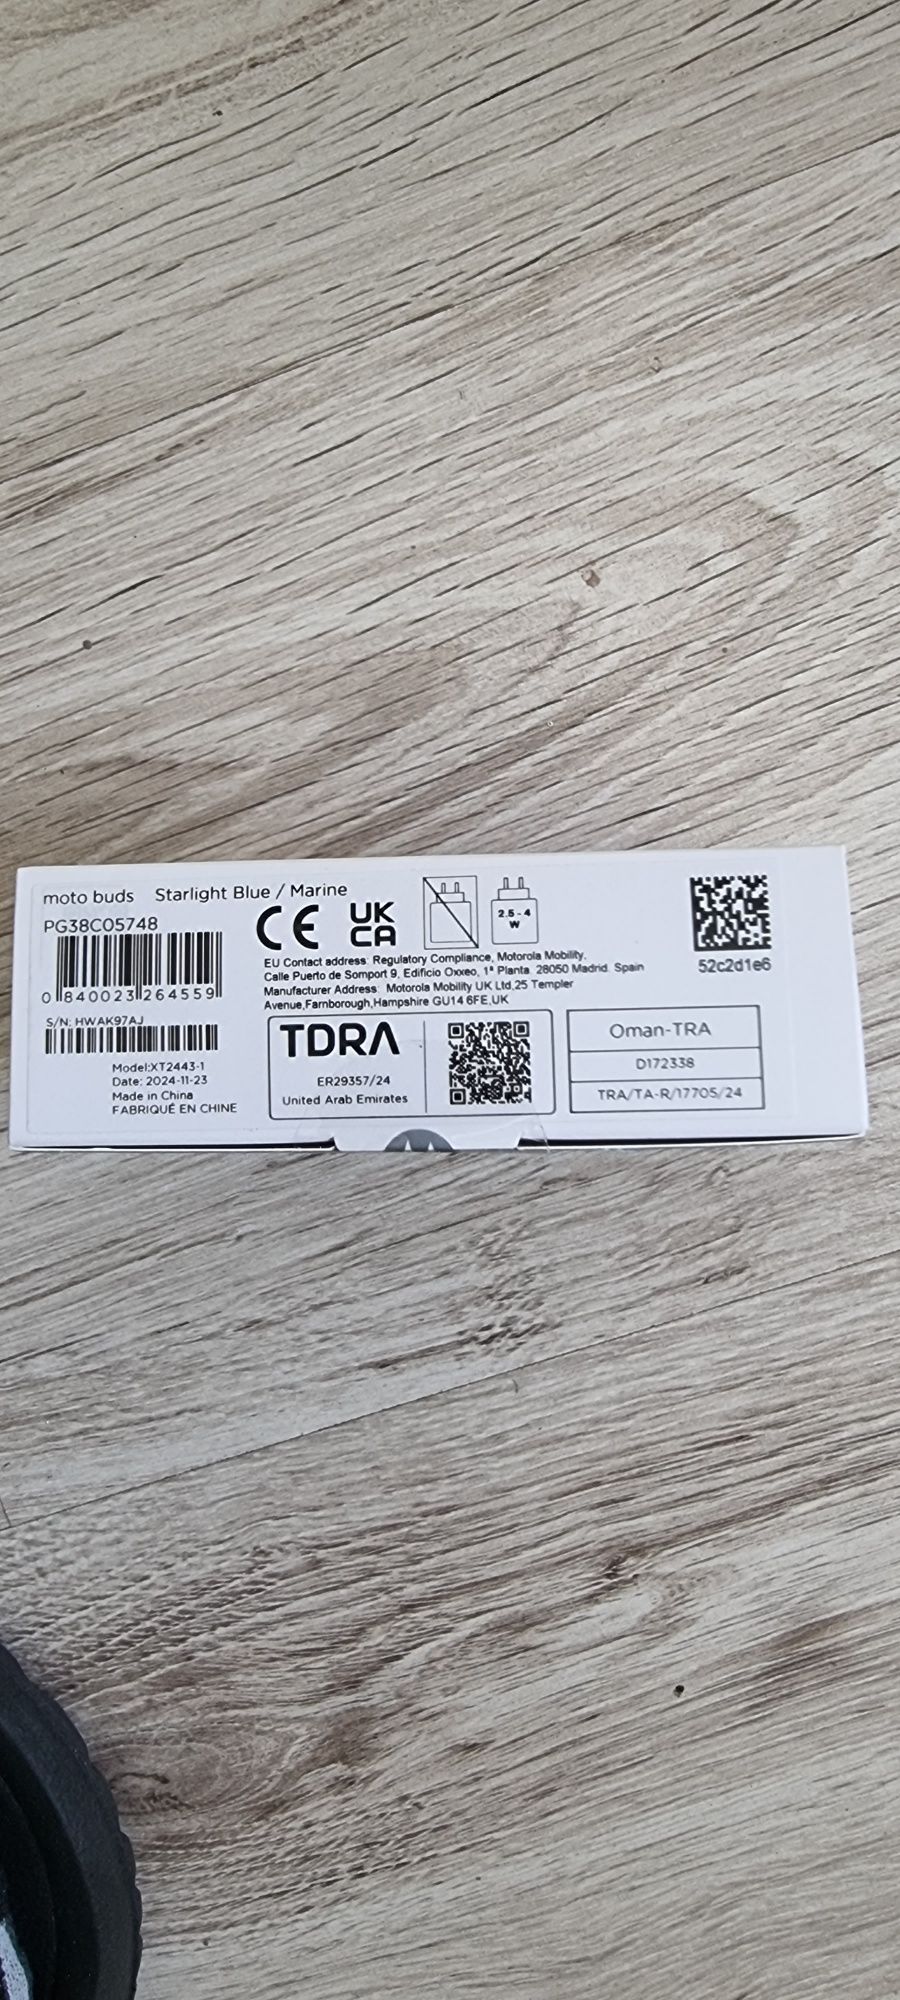 moto buds Starlight Blue / Marine
PG38C05748
0 840023 264559
S/N: HWAK97AJ
Model:XT2443-1
Date: 2024-11-23
Made in China
FABRIQUÉ EN CHINE
CE UK
CA
2.5 - 4
W
EU Contact address: Regulatory Compliance, Motorola Mobility.
Calle Puerto de Somport 9, Edificio Oxxeo, 1ª Planta. 28050 Madrid. Spain
Manufacturer Address: Motorola Mobility UK Ltd,25 Templer
Avenue,Farnborough,Hampshire GU14 6FE,UK
TDRA
ER29357/24
United Arab Emirates
52c2d1e6
Oman-TRA
D172338
TRA/TA-R/17705/24